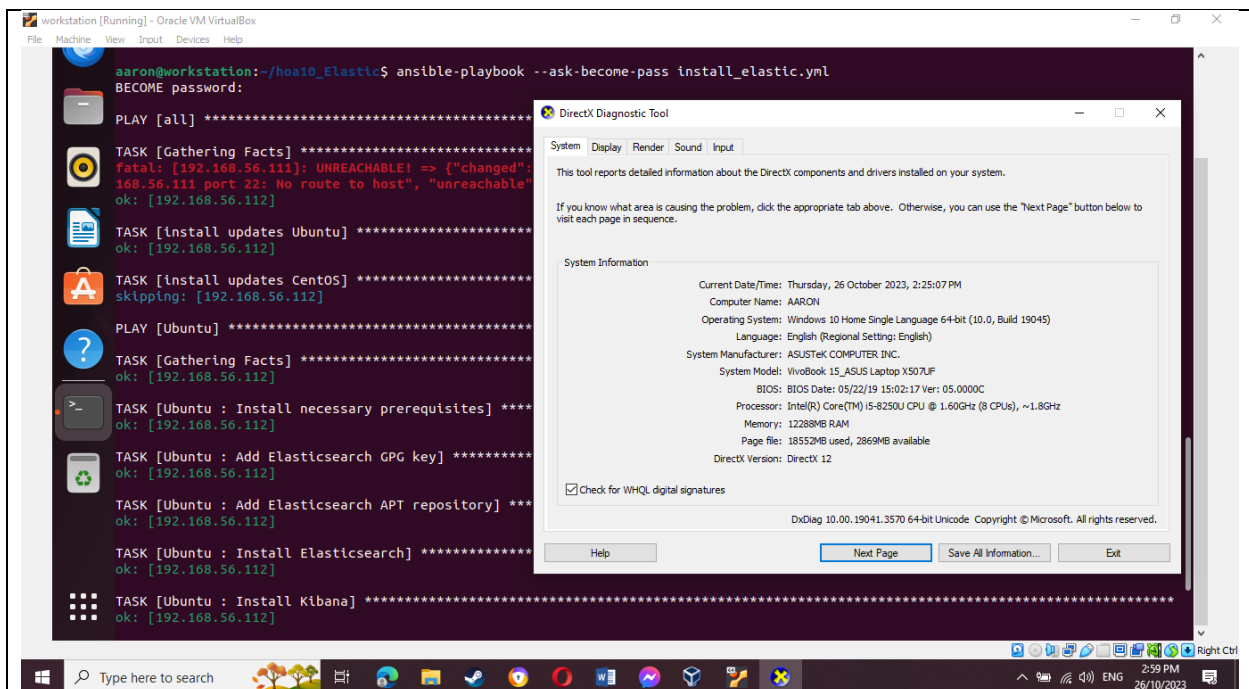 workstation [Running] - Oracle VM VirtualBox
File Machine View Input Devices Help
aaron@workstation:~/hoa10_Elastic$ ansible-playbook --ask-become-pass install_elastic.yml
BECOME password:
PLAY [all] *****************************************************
TASK [Gathering Facts] *****************************
fatal: [192.168.56.111]: UNREACHABLE! => {"changed":
168.56.111 port 22: No route to host", "unreachable"
ok: [192.168.56.112]
TASK [install updates Ubuntu] **********************
ok: [192.168.56.112]
TASK [install updates CentOS] **********************
skipping: [192.168.56.112]
PLAY [Ubuntu] **************************************
TASK [Gathering Facts] *****************************
ok: [192.168.56.112]
TASK [Ubuntu : Install necessary prerequisites] ****
ok: [192.168.56.112]
TASK [Ubuntu : Add Elasticsearch GPG key] **********
ok: [192.168.56.112]
TASK [Ubuntu : Add Elasticsearch APT repository] ***
ok: [192.168.56.112]
TASK [Ubuntu : Install Elasticsearch] **************
ok: [192.168.56.112]
TASK [Ubuntu : Install Kibana] *****************************************************************************************************
ok: [192.168.56.112]
DirectX Diagnostic Tool
System Display Render Sound Input
This tool reports detailed information about the DirectX components and drivers installed on your system.
If you know what area is causing the problem, click the appropriate tab above. Otherwise, you can use the "Next Page" button below to
visit each page in sequence.
System Information
Current Date/Time: Thursday, 26 October 2023, 2:25:07 PM
Computer Name: AARON
Operating System: Windows 10 Home Single Language 64-bit (10.0, Build 19045)
Language: English (Regional Setting: English)
System Manufacturer: ASUSTeK COMPUTER INC.
System Model: VivoBook 15_ASUS Laptop X507UF
BIOS: BIOS Date: 05/22/19 15:02:17 Ver: 05.0000C
Processor: Intel(R) Core(TM) i5-8250U CPU @ 1.60GHz (8 CPUs), ~1.8GHz
Memory: 12288MB RAM
Page file: 18552MB used, 2869MB available
DirectX Version: DirectX 12
Check for WHQL digital signatures
DxDiag 10.00.19041.3570 64-bit Unicode Copyright © Microsoft. All rights reserved.
Help Next Page Save All Information... Exit
Right Ctrl
Type here to search
ENG
2:59 PM
26/10/2023